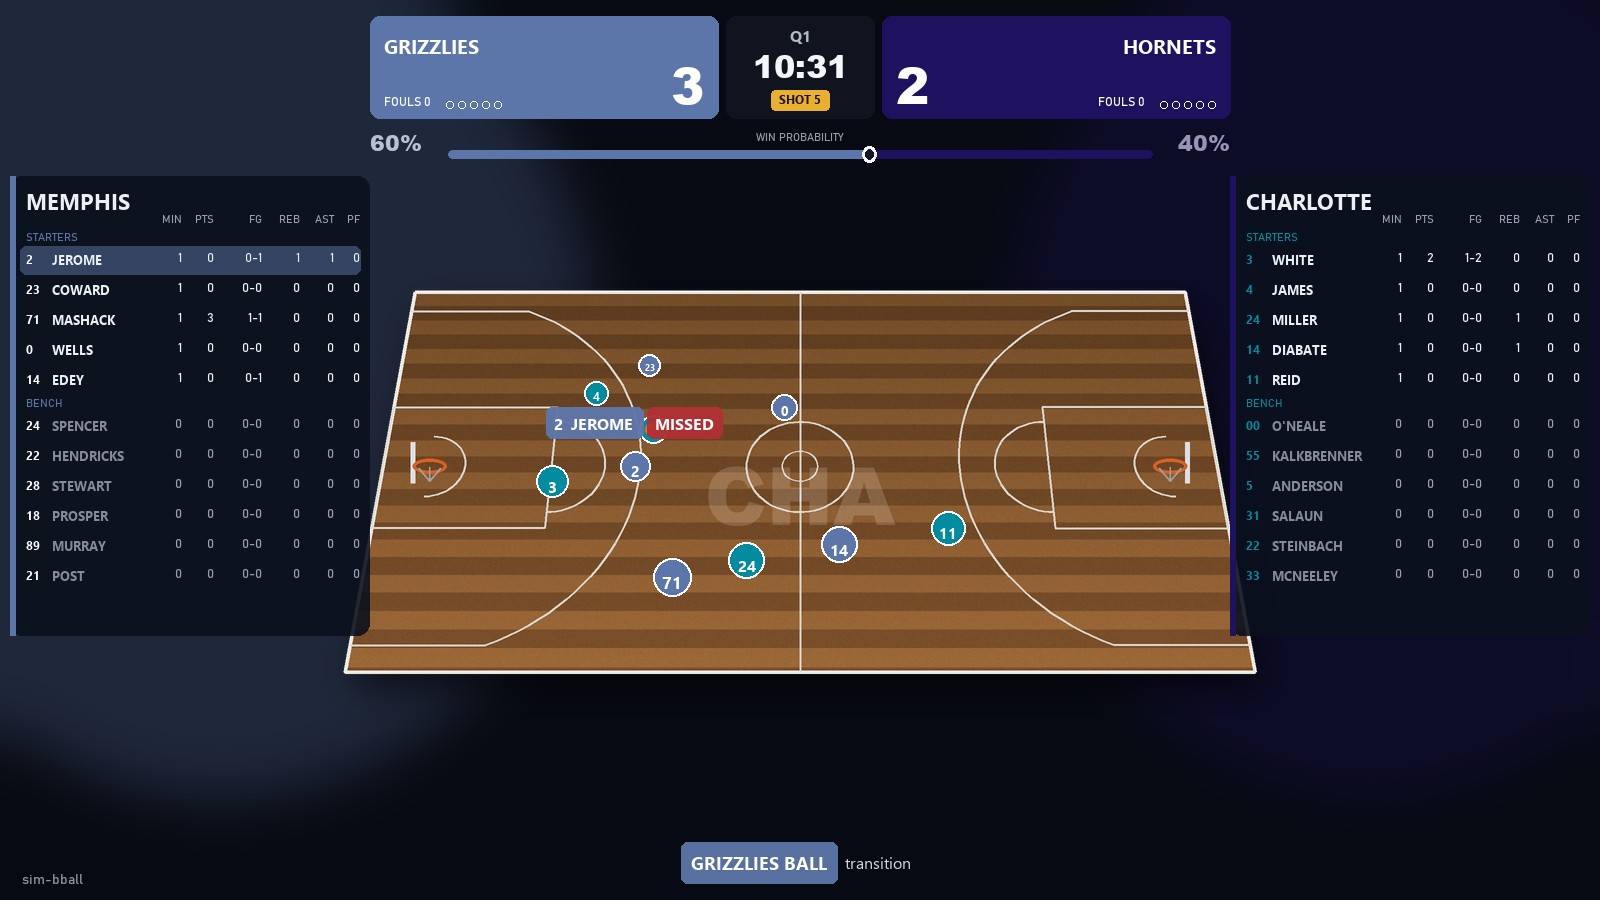 GRIZZLIES
3
FOULS 0
Q1
10:31
SHOT 5
HORNETS
2
FOULS 0
60%
WIN PROBABILITY
40%
MEMPHIS
MIN PTS FG REB AST PF
STARTERS
2 JEROME 1 0 0-1 1 1 0
23 COWARD 1 0 0-0 0 0 0
71 MASHACK 1 3 1-1 0 0 0
0 WELLS 1 0 0-0 0 0 0
14 EDEY 1 0 0-1 0 0 0
BENCH
24 SPENCER 0 0 0-0 0 0 0
22 HENDRICKS 0 0 0-0 0 0 0
28 STEWART 0 0 0-0 0 0 0
18 PROSPER 0 0 0-0 0 0 0
89 MURRAY 0 0 0-0 0 0 0
21 POST 0 0 0-0 0 0 0
CHARLOTTE
MIN PTS FG REB AST PF
STARTERS
3 WHITE 1 2 1-2 0 0 0
4 JAMES 1 0 0-0 0 0 0
24 MILLER 1 0 0-0 1 0 0
14 DIABATE 1 0 0-0 1 0 0
11 REID 1 0 0-0 0 0 0
BENCH
00 O'NEALE 0 0 0-0 0 0 0
55 KALKBRENNER 0 0 0-0 0 0 0
5 ANDERSON 0 0 0-0 0 0 0
31 SALAUN 0 0 0-0 0 0 0
22 STEINBACH 0 0 0-0 0 0 0
33 MCNEELEY 0 0 0-0 0 0 0
23
4
0
2 JEROME MISSED
2
3
CHA
11
14
24
71
GRIZZLIES BALL transition
sim-bball